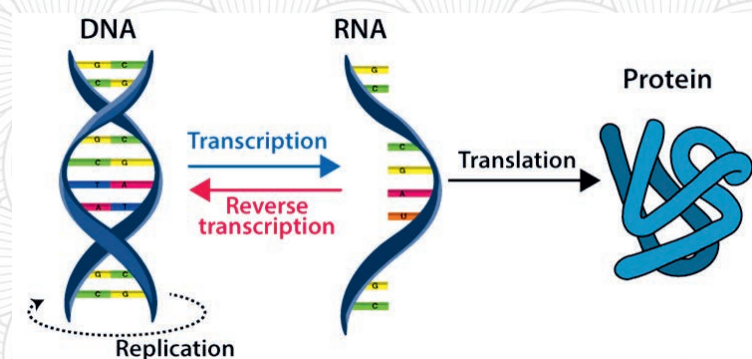 DNA
RNA
Protein
G C
C G
G C
C G
T A
A T
G C
C G
Transcription
Reverse
transcription
G
C
C
G
A
U
G
C
Translation
Replication